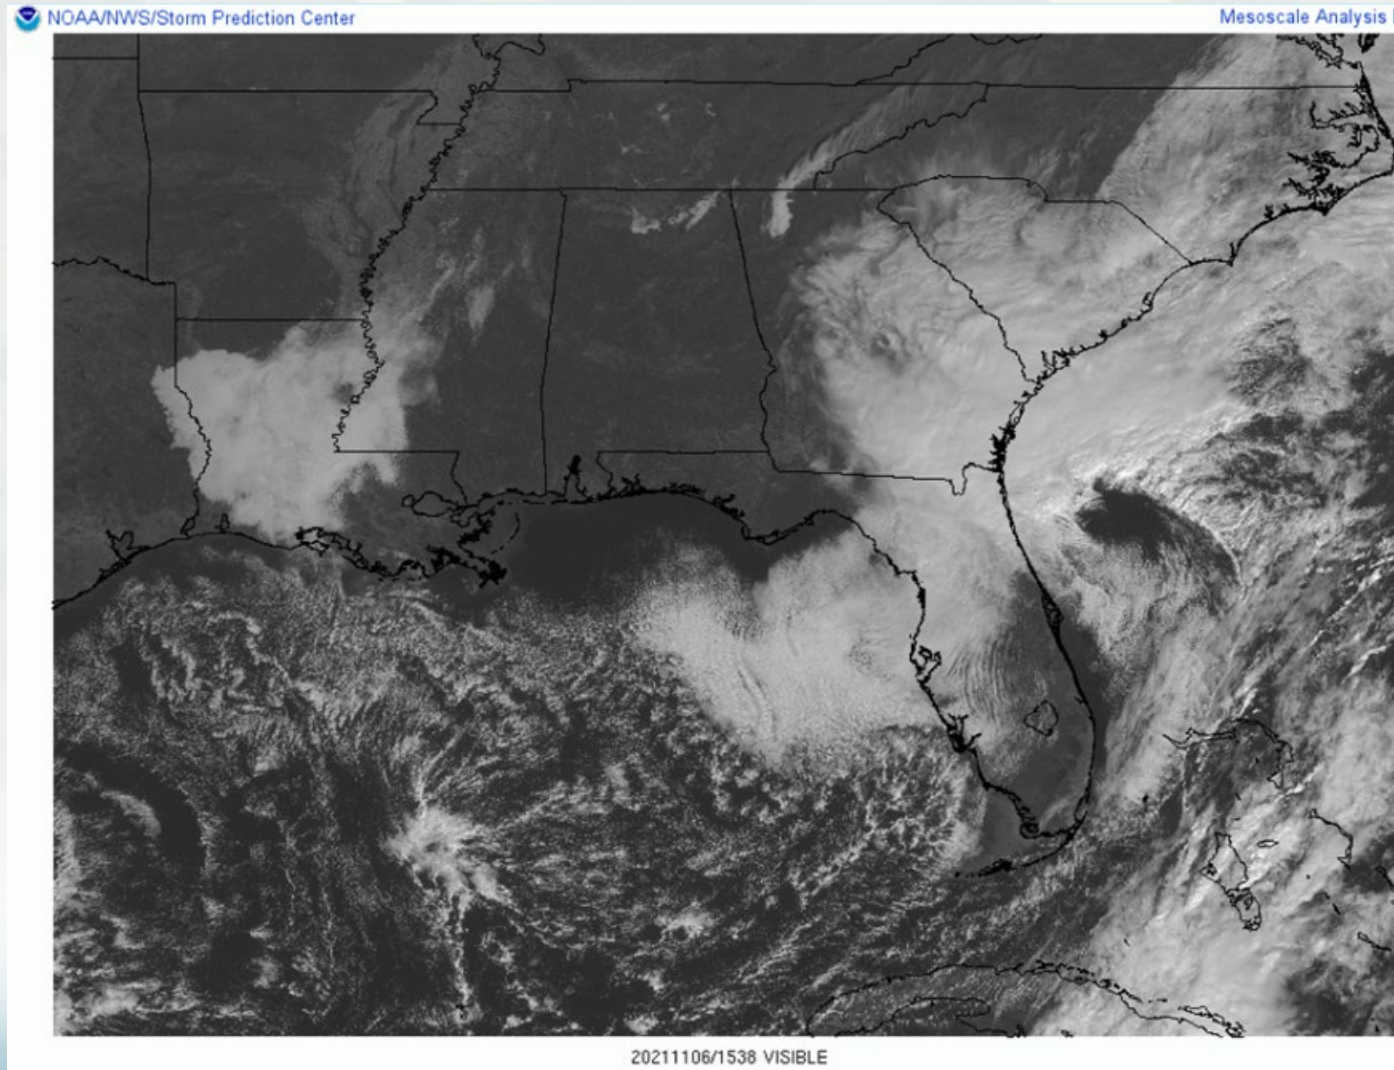 NOAA/NWS/Storm Prediction Center
Mesoscale Analysis
20211106/1538 VISIBLE